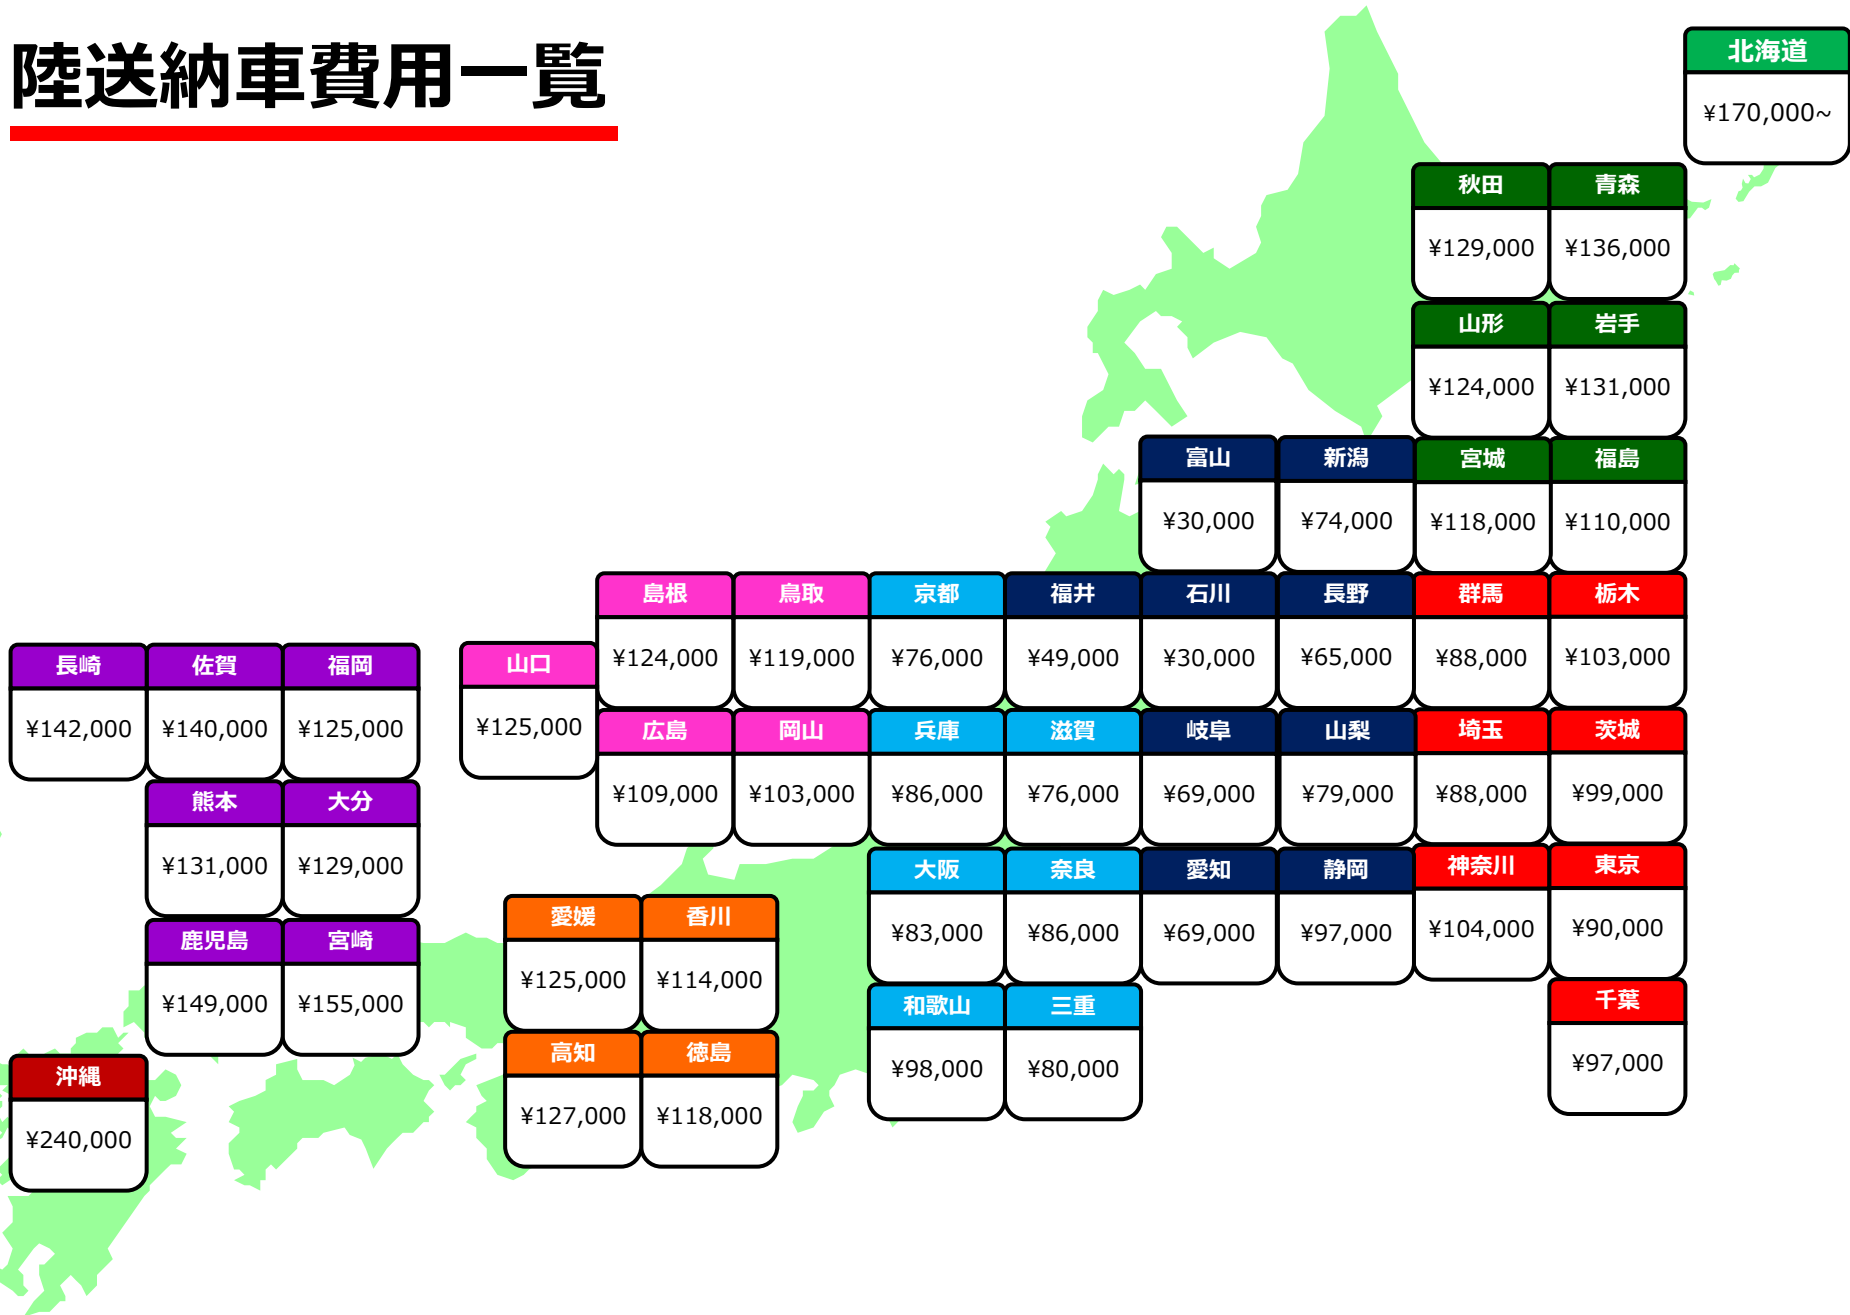 陸送納車費用一覧
北海道
¥170,000~
秋田 青森
¥129,000 ¥136,000
山形 岩手
¥124,000 ¥131,000
富山 新潟 宮城 福島
¥30,000 ¥74,000 ¥118,000 ¥110,000
島根 鳥取 京都 福井 石川 長野 群馬 栃木
¥124,000 ¥119,000 ¥76,000 ¥49,000 ¥30,000 ¥65,000 ¥88,000 ¥103,000
長崎 佐賀 福岡 山口
¥142,000 ¥140,000 ¥125,000 ¥125,000
広島 岡山 兵庫 滋賀 岐阜 山梨 埼玉 茨城
¥109,000 ¥103,000 ¥86,000 ¥76,000 ¥69,000 ¥79,000 ¥88,000 ¥99,000
熊本 大分
¥131,000 ¥129,000
大阪 奈良 愛知 静岡 神奈川 東京
¥83,000 ¥86,000 ¥69,000 ¥97,000 ¥104,000 ¥90,000
愛媛 香川
¥125,000 ¥114,000
鹿児島 宮崎
¥149,000 ¥155,000
和歌山 三重 千葉
¥98,000 ¥80,000 ¥97,000
高知 徳島
¥127,000 ¥118,000
沖縄
¥240,000